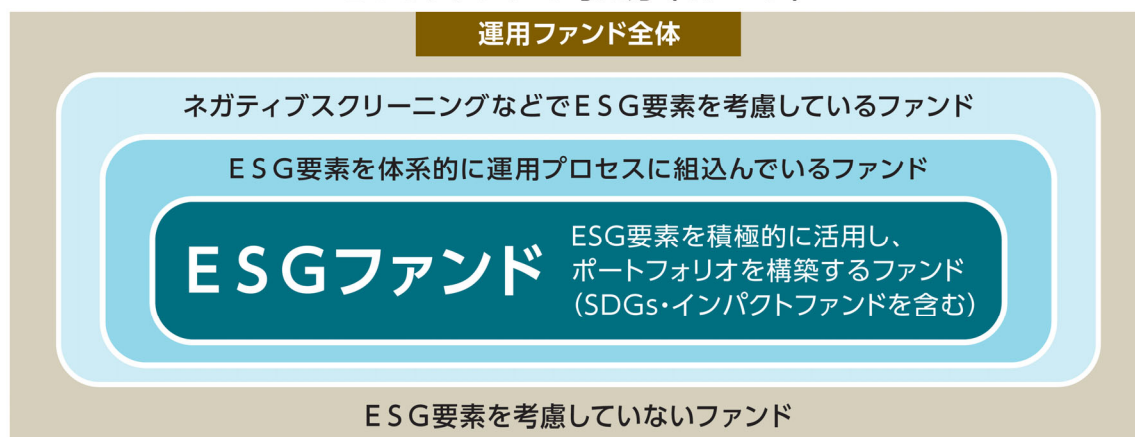 運用ファンド全体
ネガティブスクリーニングなどでESG要素を考慮しているファンド
ESG要素を体系的に運用プロセスに組込んでいるファンド
ESGファンド
ESG要素を積極的に活用し、
ポートフォリオを構築するファンド
（SDGs・インパクトファンドを含む）
ESG要素を考慮していないファンド